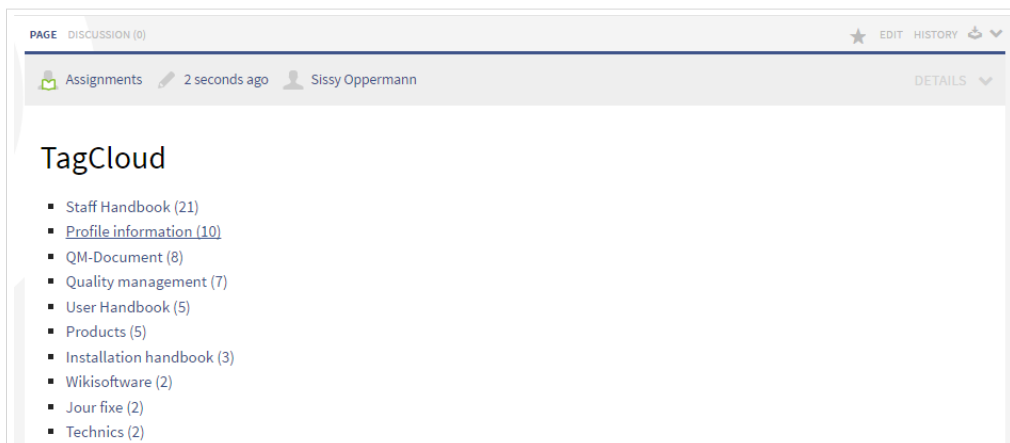 PAGE DISCUSSION (0) EDIT HISTORY
Assignments 2 seconds ago Sissy Oppermann DETAILS
TagCloud
Staff Handbook (21)
Profile information (10)
QM-Document (8)
Quality management (7)
User Handbook (5)
Products (5)
Installation handbook (3)
Wikisoftware (2)
Jour fixe (2)
Technics (2)